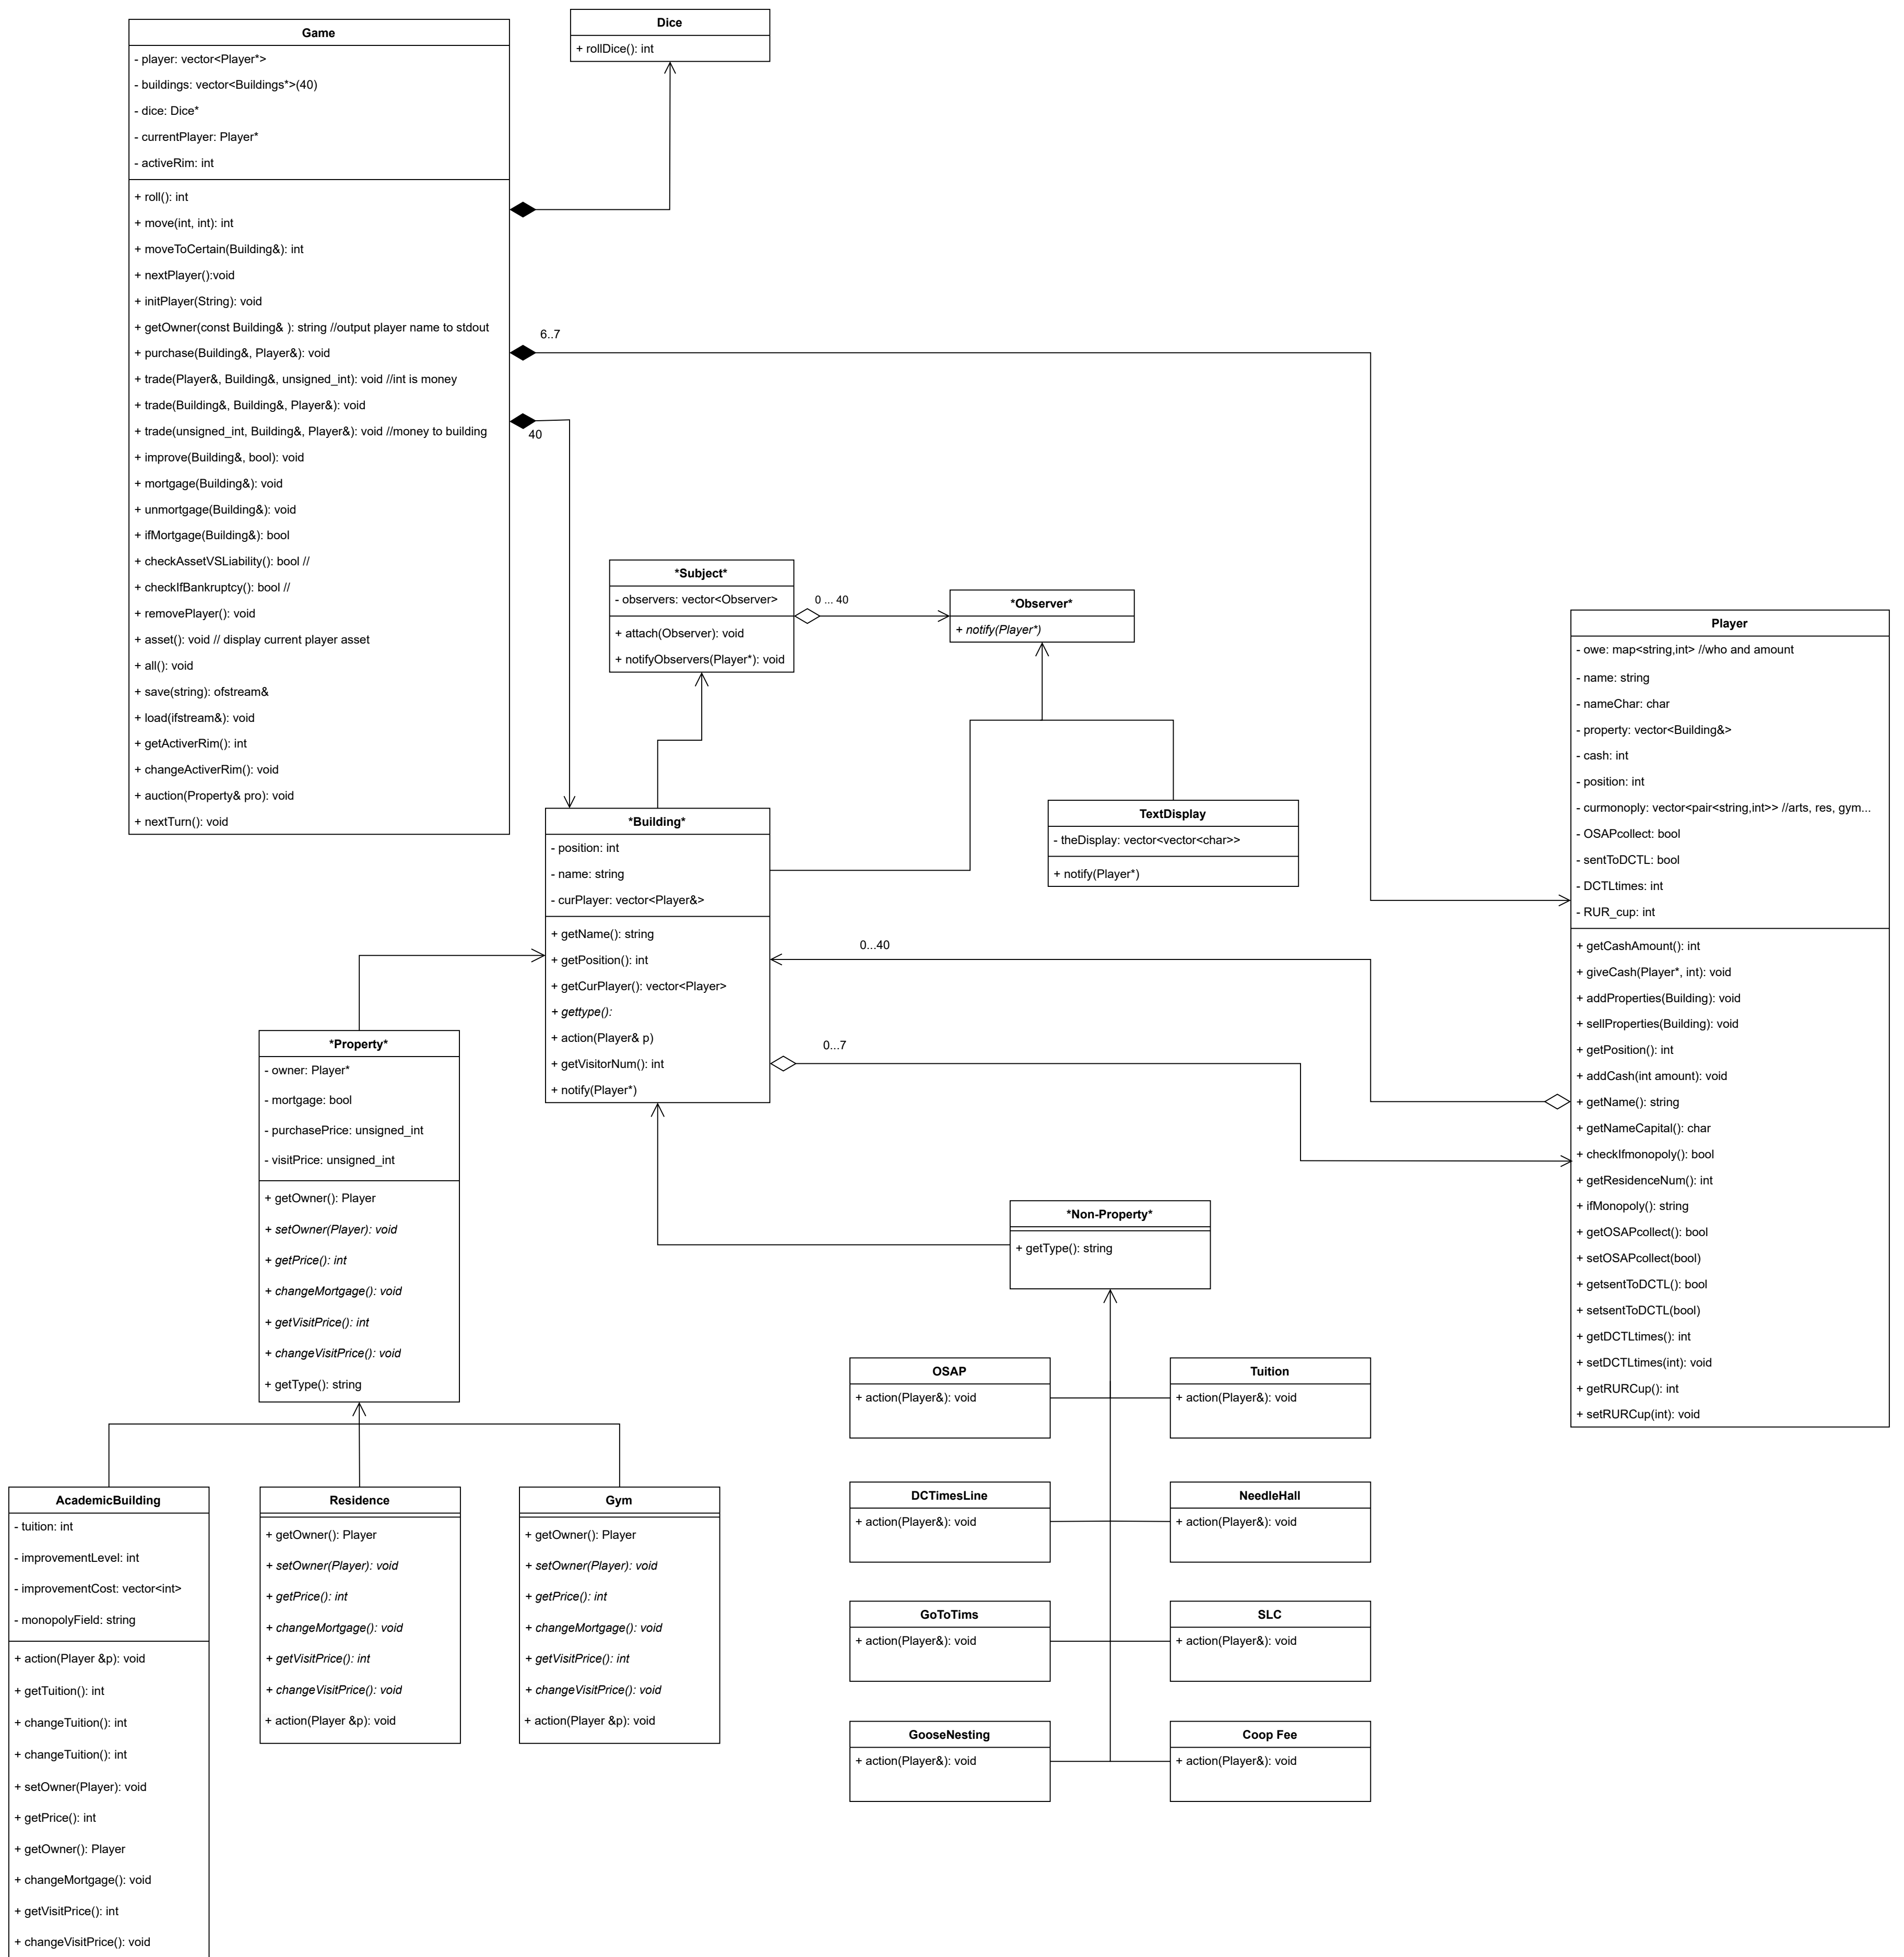 Game
- player: vector<Player*>
- buildings: vector<Buildings*>(40)
- dice: Dice*
- currentPlayer: Player*
- activeRim: int
+ roll(): int
+ move(int, int): int
+ moveToCertain(Building&): int
+ nextPlayer():void
+ initPlayer(String): void
+ getOwner(const Building& ): string //output player name to stdout
+ purchase(Building&, Player&): void
+ trade(Player&, Building&, unsigned_int): void //int is money
+ trade(Building&, Building&, Player&): void
+ trade(unsigned_int, Building&, Player&): void //money to building
+ improve(Building&, bool): void
+ mortgage(Building&): void
+ unmortgage(Building&): void
+ ifMortgage(Building&): bool
+ checkAssetVSLiability(): bool //
+ checkIfBankruptcy(): bool //
+ removePlayer(): void
+ asset(): void // display current player asset
+ all(): void
+ save(string): ofstream&
+ load(ifstream&): void
+ getActiverRim(): int
+ changeActiverRim(): void
+ auction(Property& pro): void
+ nextTurn(): void
Dice
+ rollDice(): int
6..7
40
*Subject*
- observers: vector<Observer>
+ attach(Observer): void
+ notifyObservers(Player*): void
0 ... 40
*Observer*
+ notify(Player*)
TextDisplay
- theDisplay: vector<vector<char>>
+ notify(Player*)
*Building*
- position: int
- name: string
- curPlayer: vector<Player&>
+ getName(): string
+ getPosition(): int
+ getCurPlayer(): vector<Player>
+ gettype():
+ action(Player& p)
+ getVisitorNum(): int
+ notify(Player*)
0...40
0...7
Player
- owe: map<string,int> //who and amount
- name: string
- nameChar: char
- property: vector<Building&>
- cash: int
- position: int
- curmonoply: vector<pair<string,int>> //arts, res, gym...
- OSAPcollect: bool
- sentToDCTL: bool
- DCTLtimes: int
- RUR_cup: int
+ getCashAmount(): int
+ giveCash(Player*, int): void
+ addProperties(Building): void
+ sellProperties(Building): void
+ getPosition(): int
+ addCash(int amount): void
+ getName(): string
+ getNameCapital(): char
+ checkIfmonopoly(): bool
+ getResidenceNum(): int
+ ifMonopoly(): string
+ getOSAPcollect(): bool
+ setOSAPcollect(bool)
+ getsentToDCTL(): bool
+ setsentToDCTL(bool)
+ getDCTLtimes(): int
+ setDCTLtimes(int): void
+ getRURCup(): int
+ setRURCup(int): void
*Property*
- owner: Player*
- mortgage: bool
- purchasePrice: unsigned_int
- visitPrice: unsigned_int
+ getOwner(): Player
+ setOwner(Player): void
+ getPrice(): int
+ changeMortgage(): void
+ getVisitPrice(): int
+ changeVisitPrice(): void
+ getType(): string
*Non-Property*
+ getType(): string
AcademicBuilding
- tuition: int
- improvementLevel: int
- improvementCost: vector<int>
- monopolyField: string
+ action(Player &p): void
+ getTuition(): int
+ changeTuition(): int
+ changeTuition(): int
+ setOwner(Player): void
+ getPrice(): int
+ getOwner(): Player
+ changeMortgage(): void
+ getVisitPrice(): int
+ changeVisitPrice(): void
Residence
+ getOwner(): Player
+ setOwner(Player): void
+ getPrice(): int
+ changeMortgage(): void
+ getVisitPrice(): int
+ changeVisitPrice(): void
+ action(Player &p): void
Gym
+ getOwner(): Player
+ setOwner(Player): void
+ getPrice(): int
+ changeMortgage(): void
+ getVisitPrice(): int
+ changeVisitPrice(): void
+ action(Player &p): void
OSAP
+ action(Player&): void
Tuition
+ action(Player&): void
DCTimesLine
+ action(Player&): void
NeedleHall
+ action(Player&): void
GoToTims
+ action(Player&): void
SLC
+ action(Player&): void
GooseNesting
+ action(Player&): void
Coop Fee
+ action(Player&): void